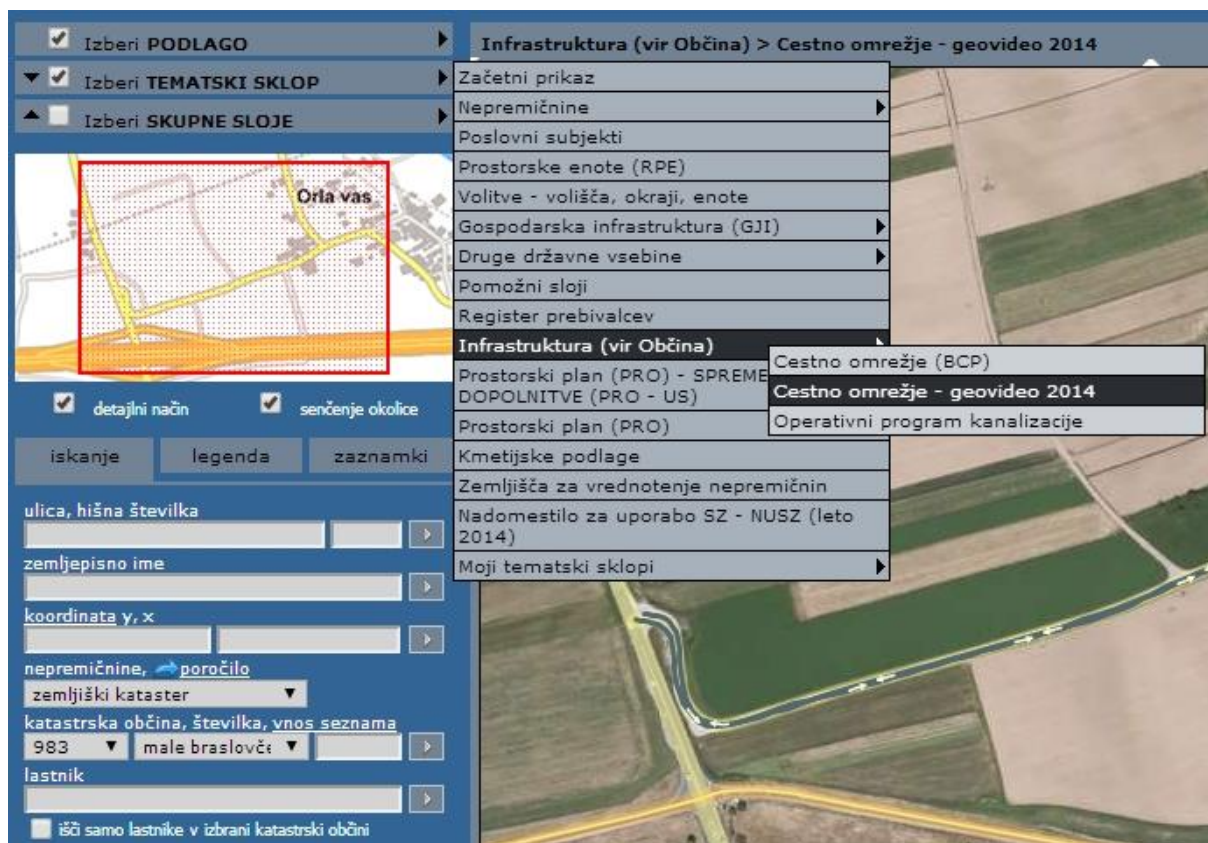 Izberi PODLAGO
Izberi TEMATSKI SKLOP
Izberi SKUPNE SLOJE
Orla vas
detajlni način
senčenje okolice
iskanje
legenda
zaznamki
ulica, hišna številka
zemljepisno ime
koordinata y, x
nepremičnine, poročilo
zemljiški kataster
katastrska občina, številka, vnos seznama
983
male braslovče
lastnik
išči samo lastnike v izbrani katastrski občini
Infrastruktura (vir Občina) > Cestno omrežje - geovideo 2014
Začetni prikaz
Nepremičnine
Poslovni subjekti
Prostorske enote (RPE)
Volitve - volišča, okraji, enote
Gospodarska infrastruktura (GJI)
Druge državne vsebine
Pomožni sloji
Register prebivalcev
Infrastruktura (vir Občina)
Prostorski plan (PRO) - SPREME
DOPOLNITVE (PRO - US)
Prostorski plan (PRO)
Kmetijske podlage
Zemljišča za vrednotenje nepremičnin
Nadomestilo za uporabo SZ - NUSZ (leto
2014)
Moji tematski sklopi
Cestno omrežje (BCP)
Cestno omrežje - geovideo 2014
Operativni program kanalizacije